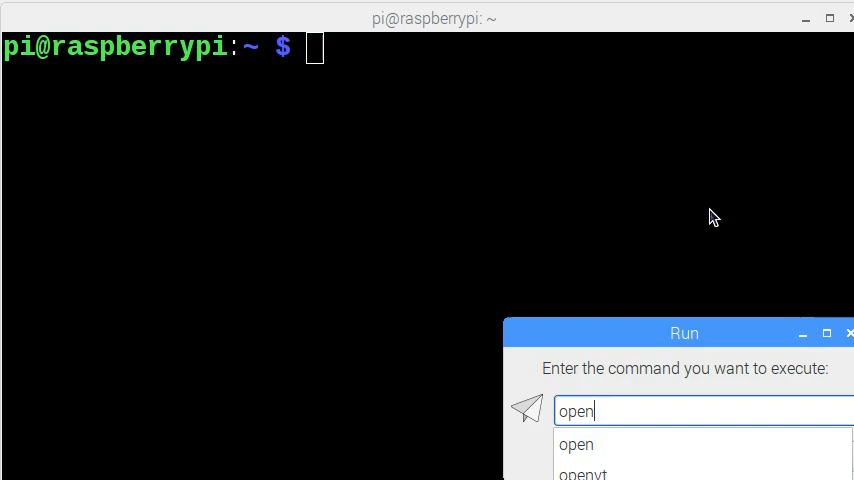 pi@raspberrypi: ~
pi@raspberrypi:~ $
Run
Enter the command you want to execute:
open
open
openvt